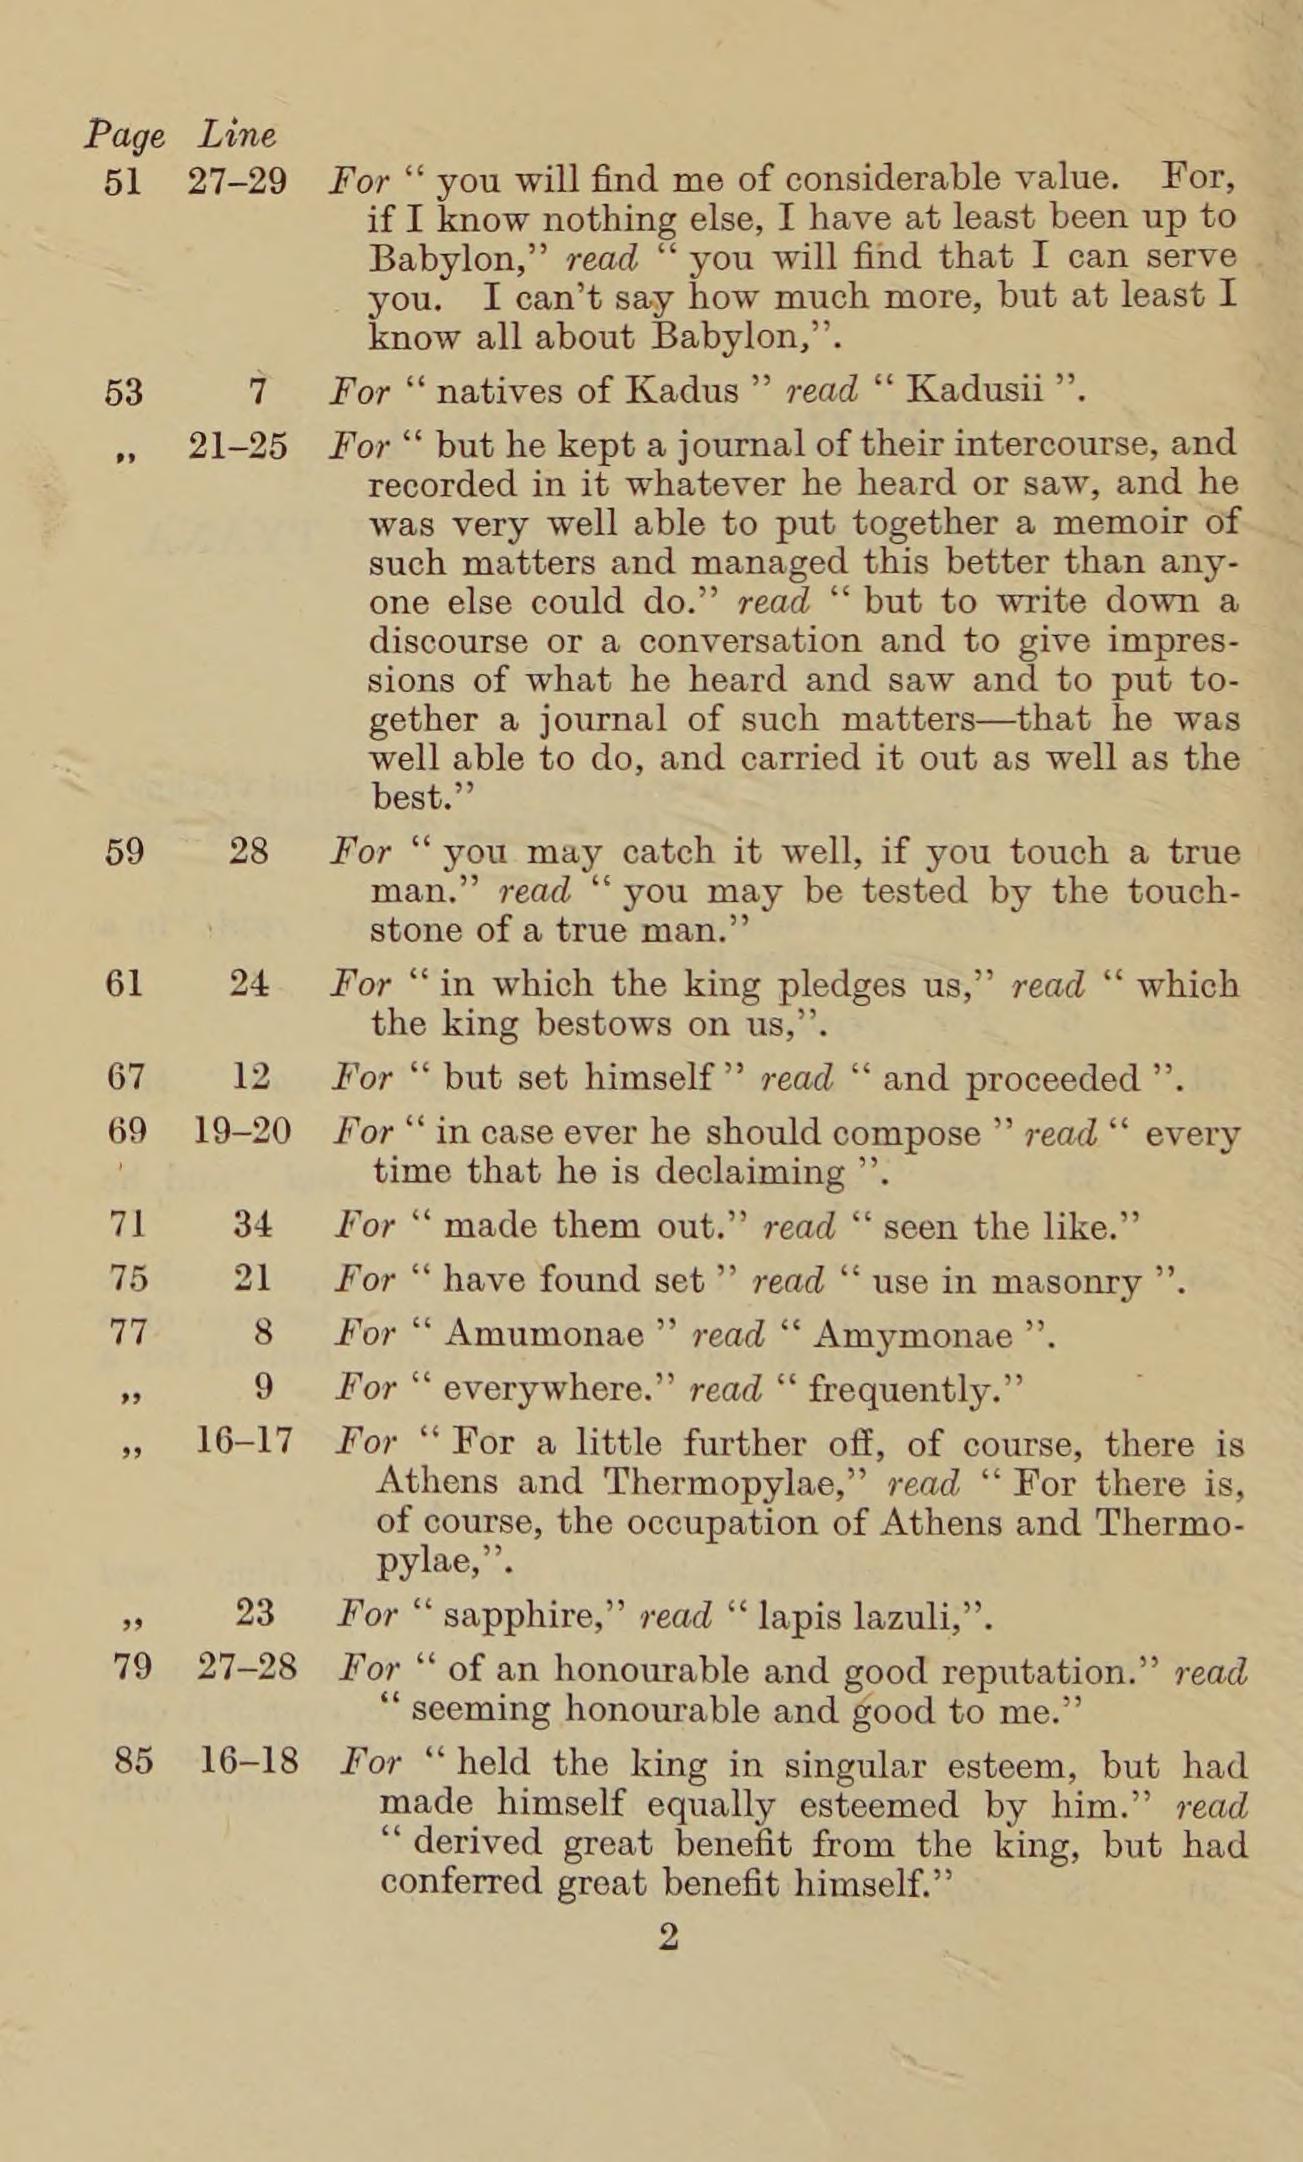 Page Line
51 27–29 For “ you will find me of considerable value. For,
if I know nothing else, I have at least been up to
Babylon,” read “ you will find that I can serve
you. I can’t say how much more, but at least I
know all about Babylon,”.
53 7 For “ natives of Kadus ” read “ Kadusii ”.
„ 21–25 For “ but he kept a journal of their intercourse, and
recorded in it whatever he heard or saw, and he
was very well able to put together a memoir of
such matters and managed this better than any-
one else could do.” read “ but to write down a
discourse or a conversation and to give impres-
sions of what he heard and saw and to put to-
gether a journal of such matters—that he was
well able to do, and carried it out as well as the
best.”
59 28 For “ you may catch it well, if you touch a true
man.” read “ you may be tested by the touch-
stone of a true man.”
61 24 For “ in which the king pledges us,” read “ which
the king bestows on us,”.
67 12 For “ but set himself ” read “ and proceeded ”.
69 19–20 For “ in case ever he should compose ” read “ every
time that he is declaiming ”.
71 34 For “ made them out.” read “ seen the like.”
75 21 For “ have found set ” read “ use in masonry ”.
77 8 For “ Amumonae ” read “ Amymonae ”.
„ 9 For “ everywhere.” read “ frequently.”
„ 16–17 For “ For a little further off, of course, there is
Athens and Thermopylae,” read “ For there is,
of course, the occupation of Athens and Thermo-
pylae,”.
„ 23 For “ sapphire,” read “ lapis lazuli,”.
79 27–28 For “ of an honourable and good reputation.” read
“ seeming honourable and good to me.”
85 16–18 For “ held the king in singular esteem, but had
made himself equally esteemed by him.” read
“ derived great benefit from the king, but had
conferred great benefit himself.”
2